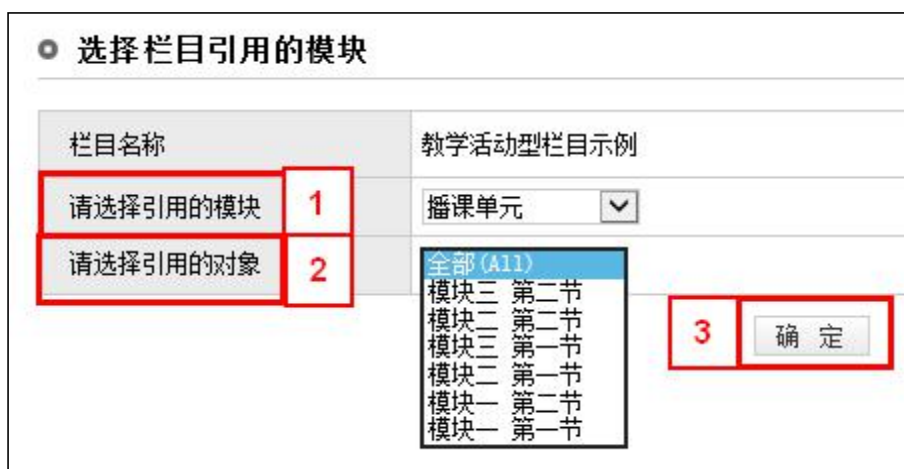 选择栏目引用的模块
栏目名称 教学活动型栏目示例
请选择引用的模块 1 播课单元
请选择引用的对象 2
全部(All)
模块三 第二节
模块二 第二节
模块三 第一节
模块二 第一节
模块一 第二节
模块一 第一节
3 确 定